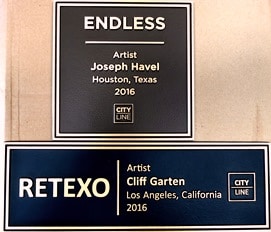 ENDLESS
Artist
Joseph Havel
Houston, Texas
2016
CITY
LINE
RETEXO
Artist
Cliff Garten
Los Angeles, California
2016
CITY
LINE